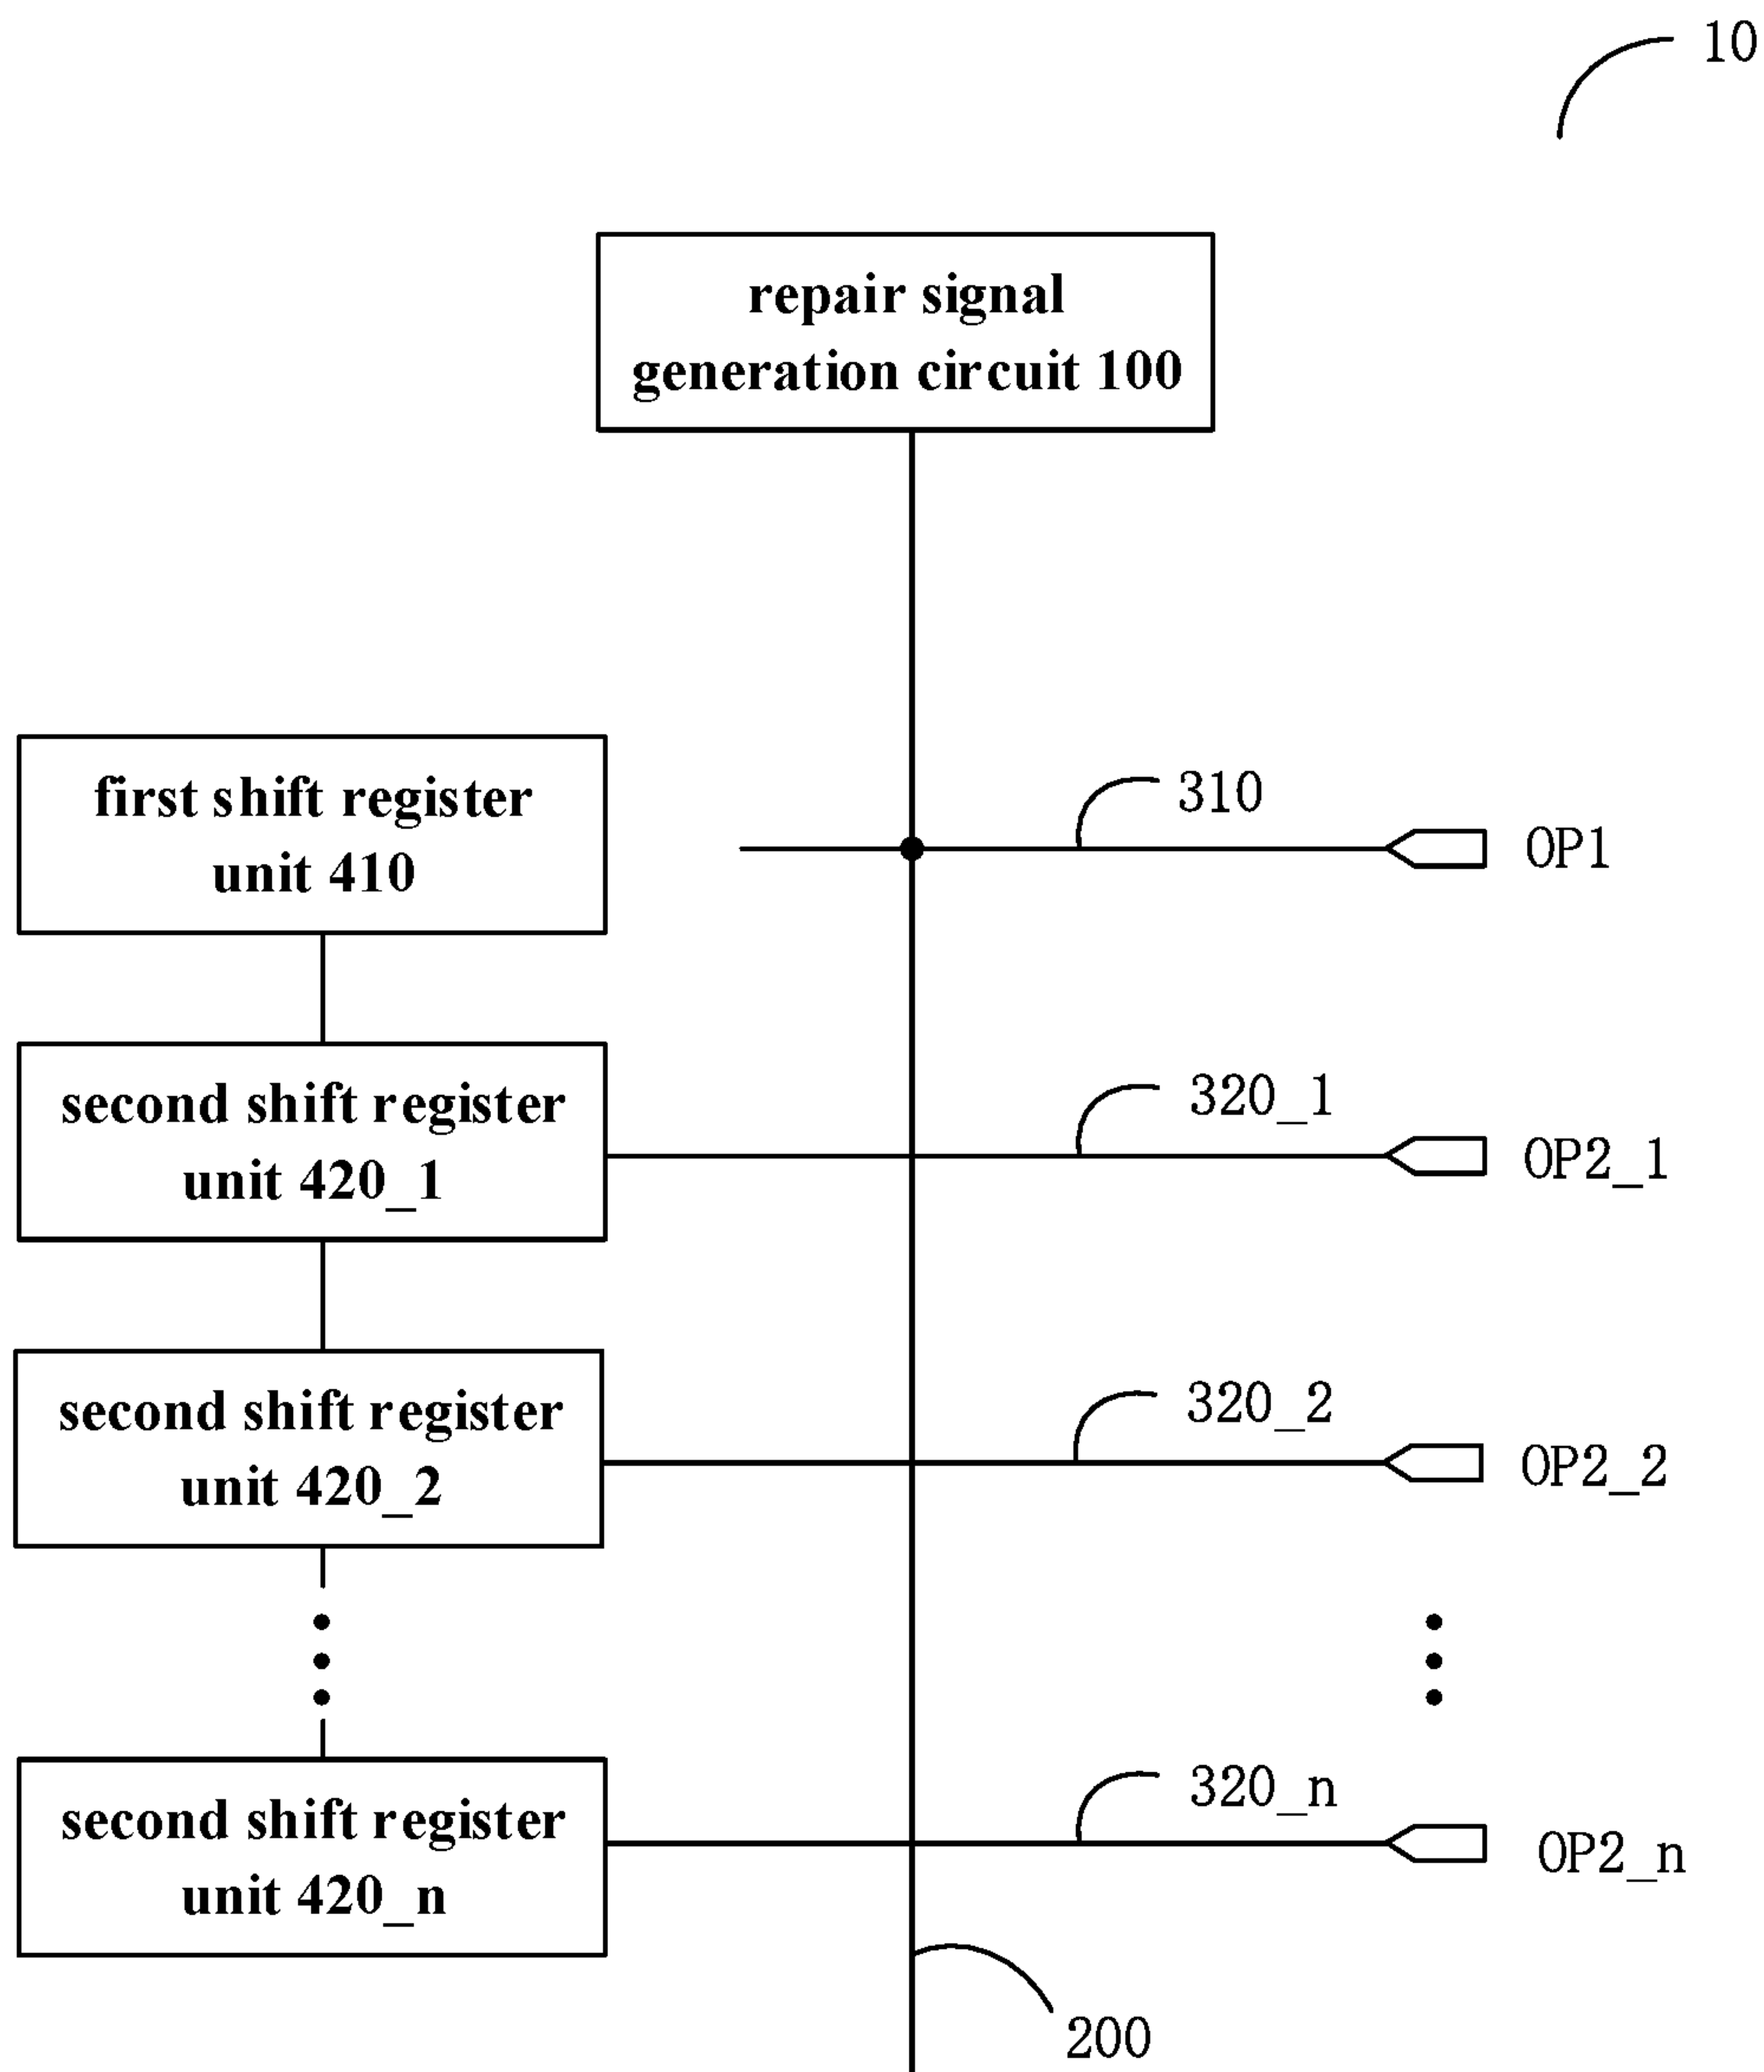 10
repair signal
generation circuit 100
first shift register
unit 410
310
OP1
second shift register
unit 420_1
320_1
OP2_1
second shift register
unit 420_2
320_2
OP2_2
second shift register
unit 420_n
320_n
OP2_n
200